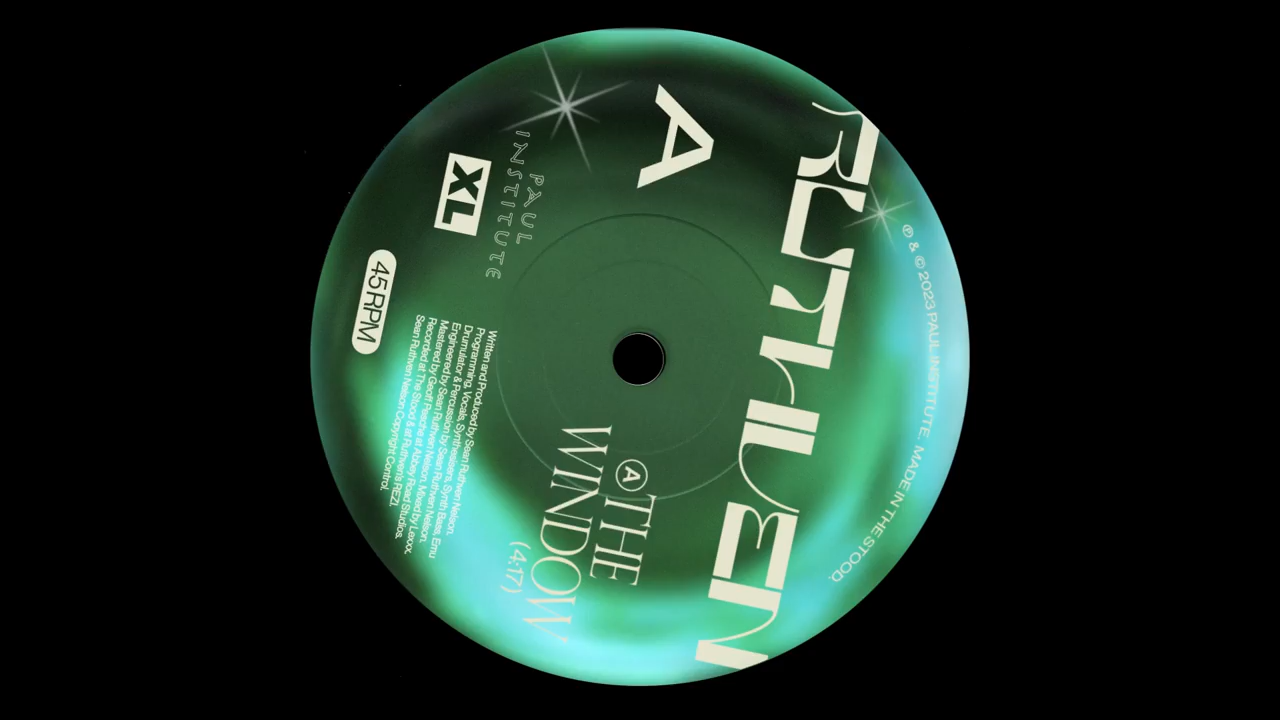 RUTHVEN
A
℗ & © 2023 PAUL INSTITUTE. MADE IN THE STOOD.
PAUL
INSTITUTE
XL
45RPM
Ⓐ THE
WINDOW
(4:17)
Written and Produced by Sean Ruthven Nelson.
Programming, Vocals, Synthesisers, Synth Bass, Emu
Drumulator & Percussion by Sean Ruthven Nelson.
Engineered by Sean Ruthven Nelson. Mixed by Lexxx.
Mastered by Geoff Pesche at Abbey Road Studios.
Recorded at The Stood & at Ruthven's REZI.
Sean Ruthven Nelson Copyright Control.